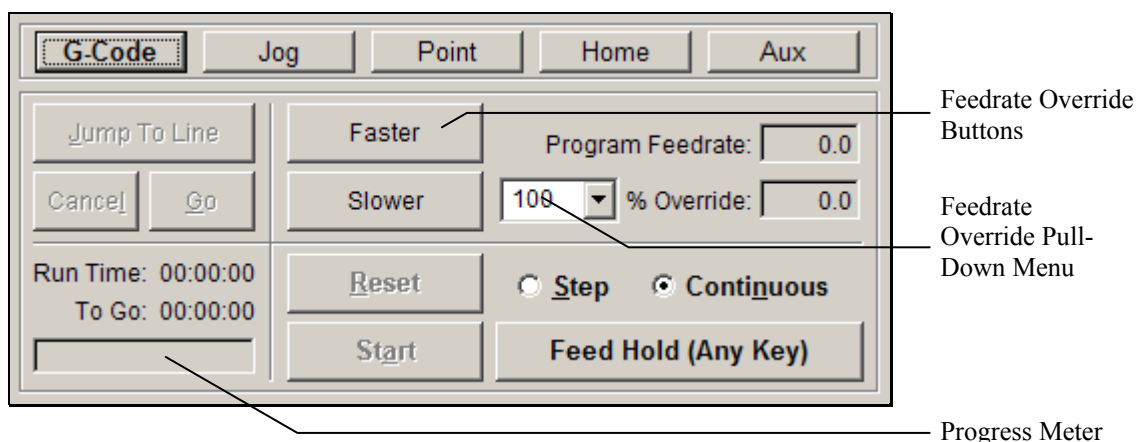 G-Code Jog Point Home Aux
Jump To Line
Cancel Go
Faster
Slower
Program Feedrate: 0.0
100 % Override: 0.0
Run Time: 00:00:00
To Go: 00:00:00
Reset
Start
Step Continuous
Feed Hold (Any Key)
Feedrate Override
Buttons
Feedrate
Override Pull-
Down Menu
Progress Meter